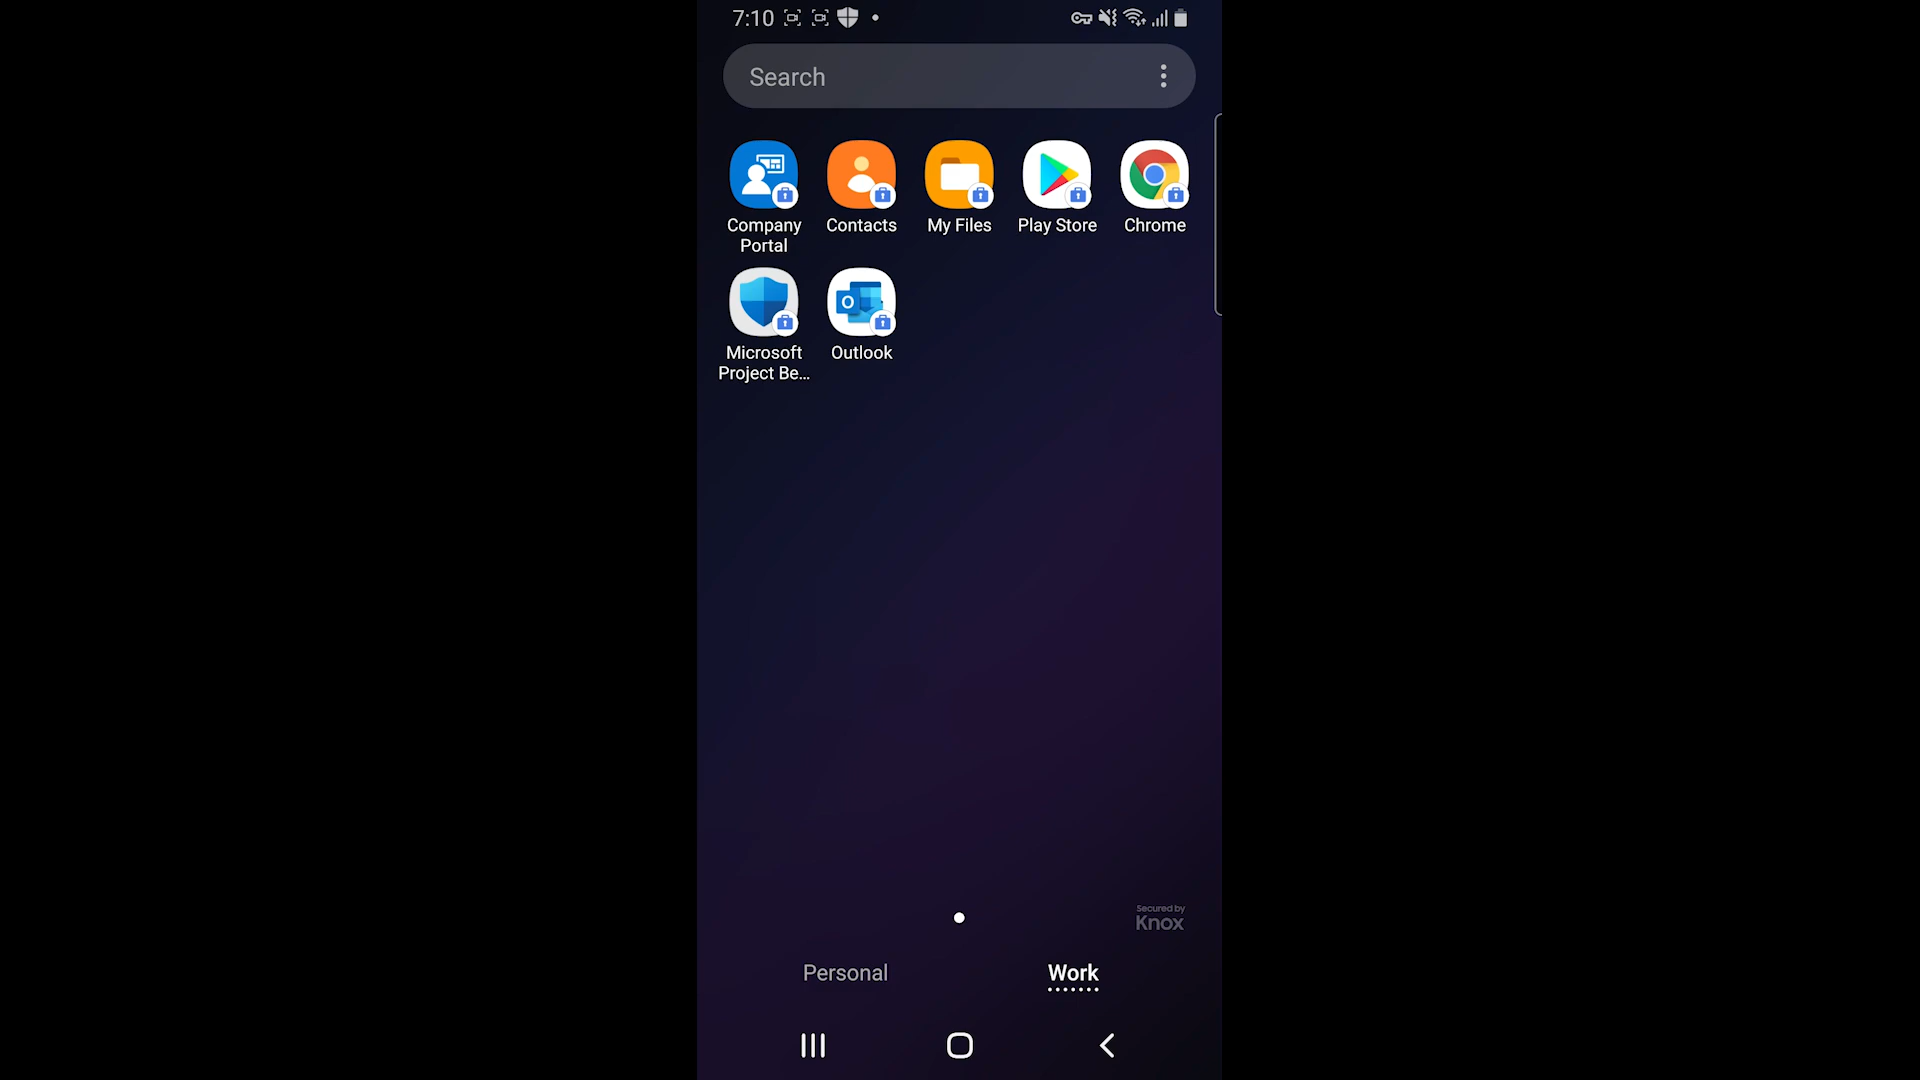 7:10
Search
Company
Portal
Contacts
My Files
Play Store
Chrome
Microsoft
Project Be...
O
Outlook
Secured by
Knox
Personal
Work